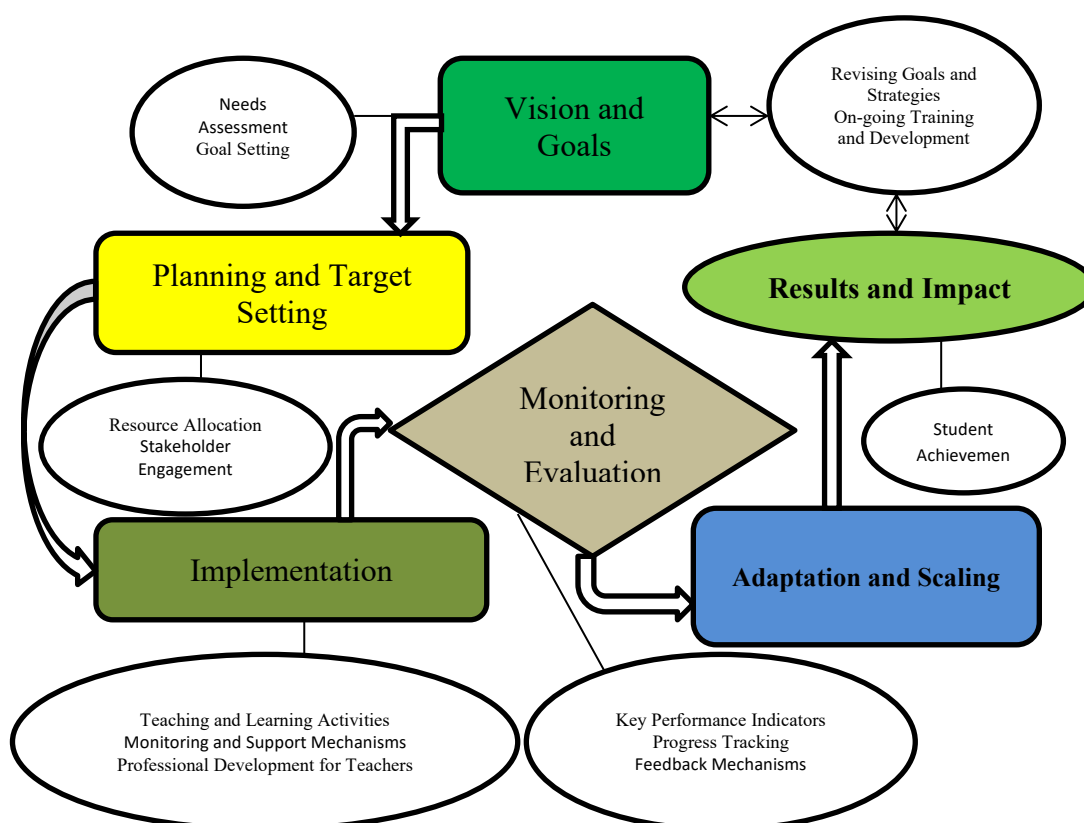 Needs
Assessment
Goal Setting
Vision and
Goals
Revising Goals and
Strategies
On-going Training
and Development
Planning and Target
Setting
Results and Impact
Resource Allocation
Stakeholder
Engagement
Monitoring
and
Evaluation
Student
Achievemen
Implementation
Adaptation and Scaling
Teaching and Learning Activities
Monitoring and Support Mechanisms
Professional Development for Teachers
Key Performance Indicators
Progress Tracking
Feedback Mechanisms